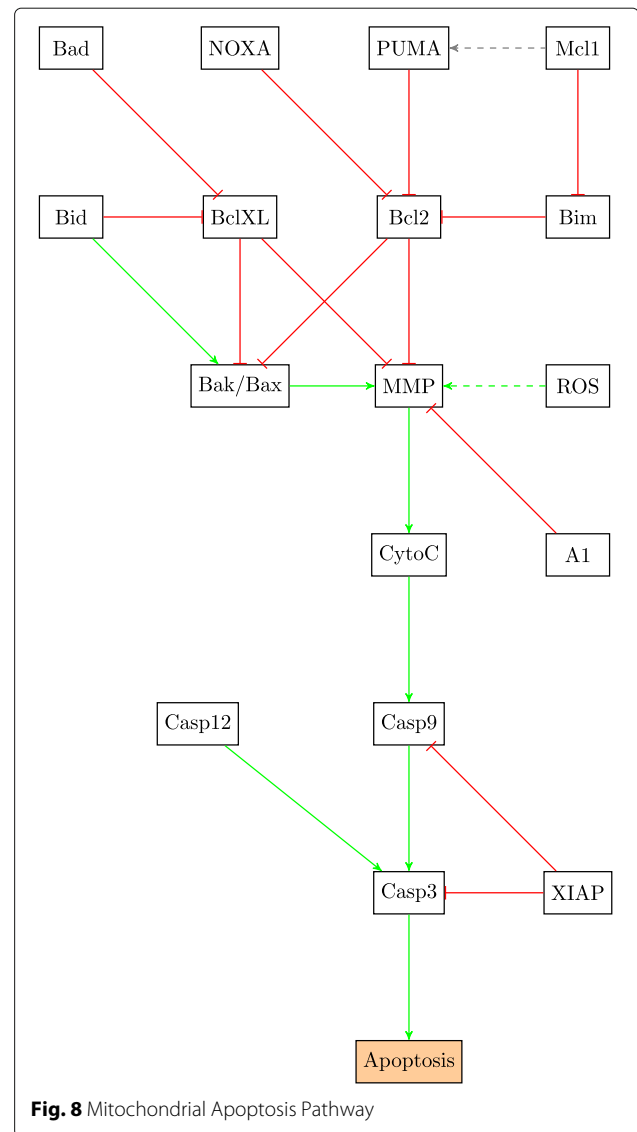 Bad NOXA PUMA Mcl1
Bid BclXL Bcl2 Bim
Bak/Bax MMP ROS
CytoC A1
Casp12 Casp9
Casp3 XIAP
Apoptosis
Fig. 8 Mitochondrial Apoptosis Pathway